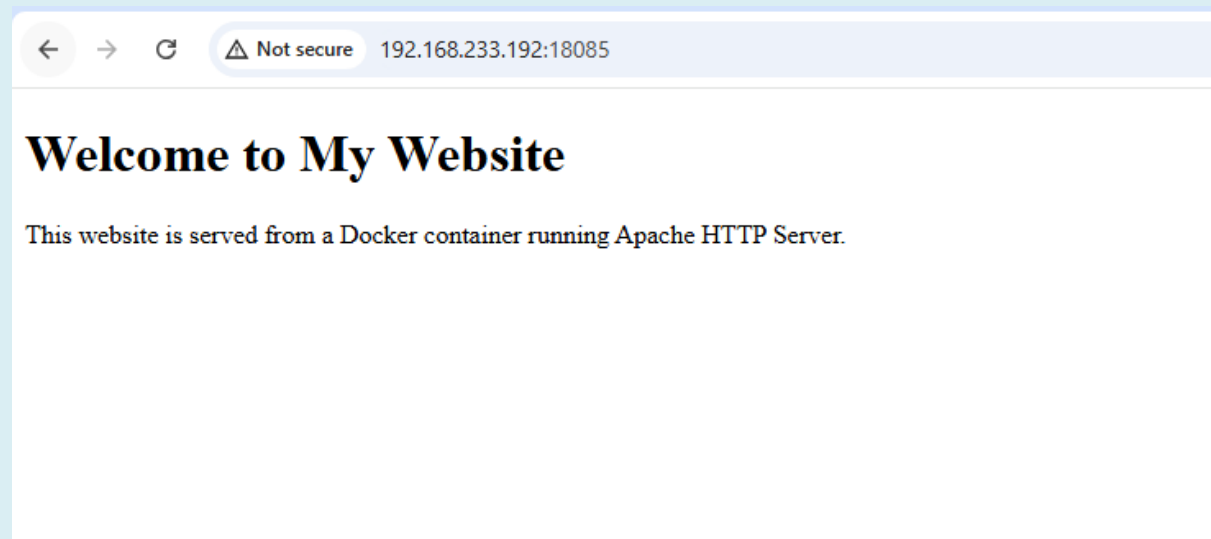 Not secure 192.168.233.192:18085
Welcome to My Website
This website is served from a Docker container running Apache HTTP Server.